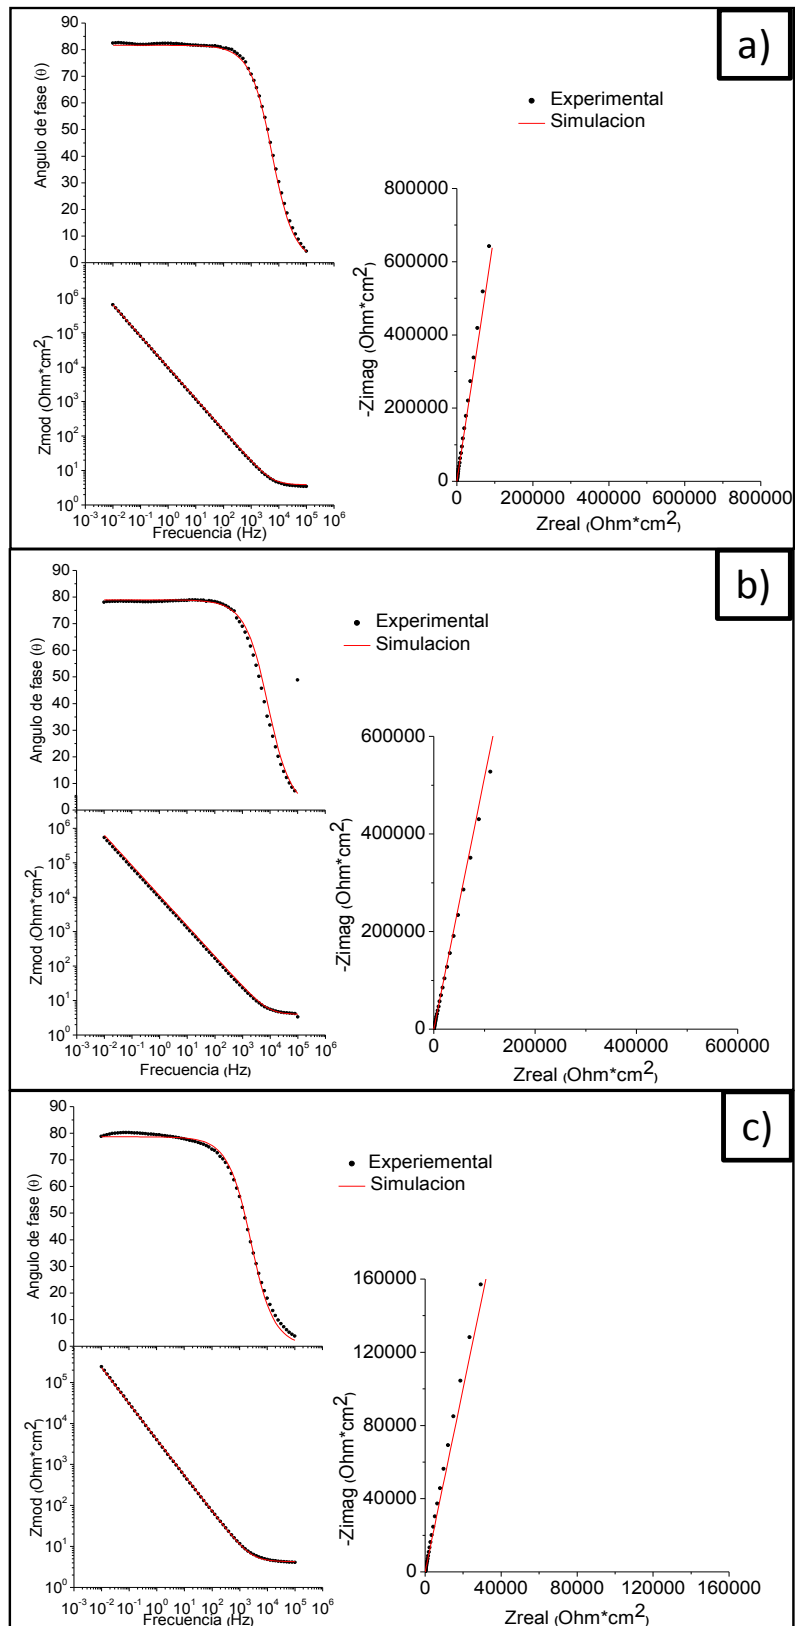 a)
90
80
70
60
50
40
30
20
10
0
Angulo de fase (θ)
Experimental
Simulacion
10^6
10^5
10^4
10^3
10^2
10^1
10^0
Zmod (Ohm*cm2)
10^-3 10^-2 10^-1 10^0 10^1 10^2 10^3 10^4 10^5 10^6
Frecuencia (Hz)
800000
600000
400000
200000
0
-Zimag (Ohm*cm2)
0 200000 400000 600000 800000
Zreal (Ohm*cm2)
b)
90
80
70
60
50
40
30
20
10
0
Angulo de fase (θ)
Experimental
Simulacion
10^6
10^5
10^4
10^3
10^2
10^1
10^0
Zmod (Ohm*cm2)
10^-3 10^-2 10^-1 10^0 10^1 10^2 10^3 10^4 10^5 10^6
Frecuencia (Hz)
600000
400000
200000
0
-Zimag (Ohm*cm2)
0 200000 400000 600000
Zreal (Ohm*cm2)
c)
90
80
70
60
50
40
30
20
10
0
Angulo de fase (θ)
Experiemental
Simulacion
10^5
10^4
10^3
10^2
10^1
10^0
Zmod (Ohm*cm2)
10^-3 10^-2 10^-1 10^0 10^1 10^2 10^3 10^4 10^5 10^6
Frecuencia (Hz)
160000
120000
80000
40000
0
-Zimag (Ohm*cm2)
0 40000 80000 120000 160000
Zreal (Ohm*cm2)